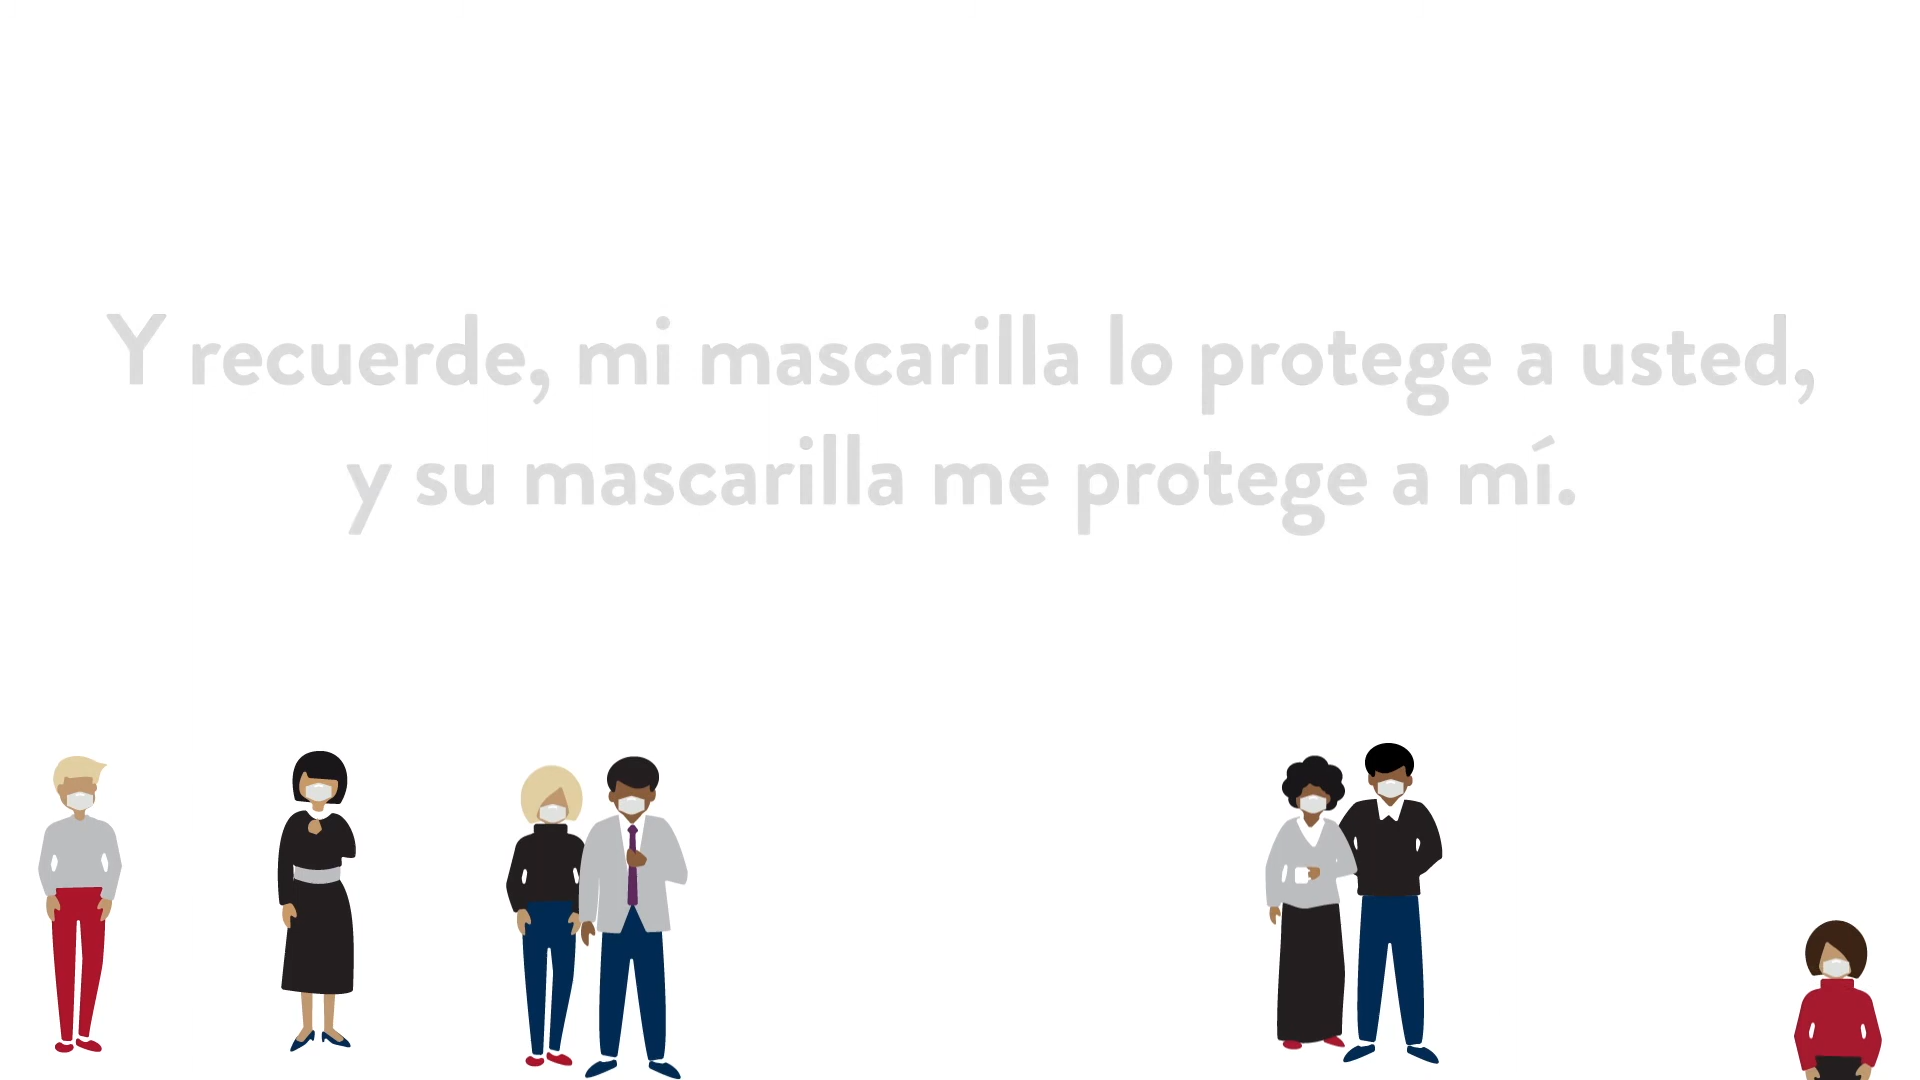 Y recuerde, mi mascarilla lo protege a usted,
y su mascarilla me protege a mí.